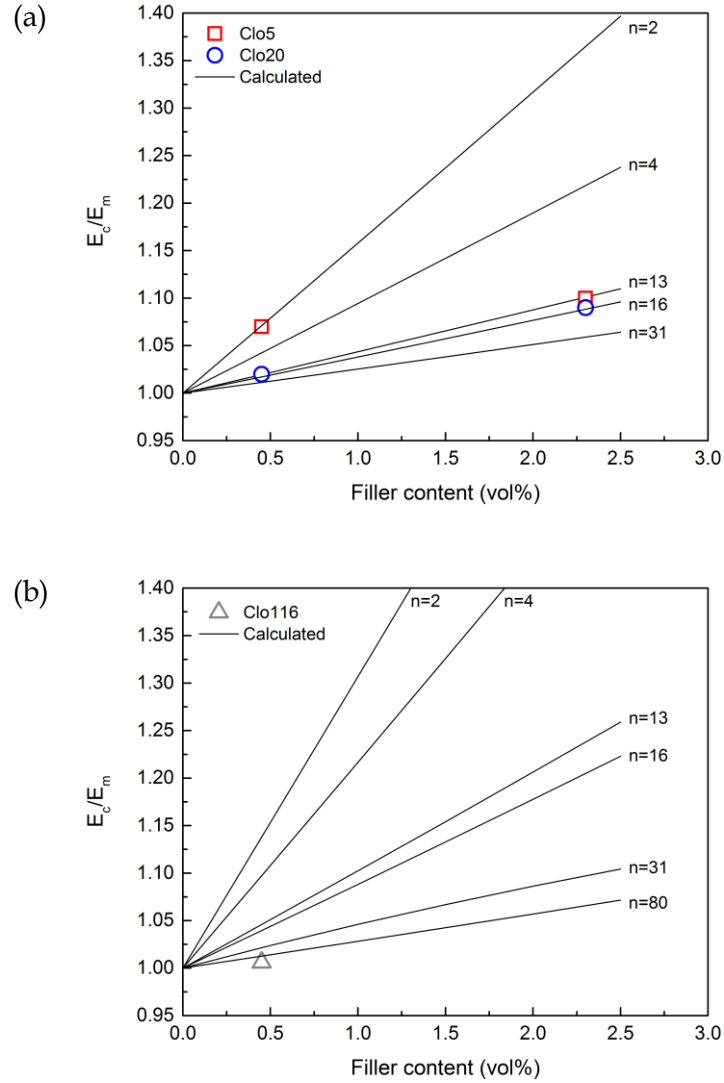 (a)
Clo5
Clo20
Calculated
n=2
n=4
n=13
n=16
n=31
1.40
1.35
1.30
1.25
1.20
1.15
1.10
1.05
1.00
0.95
E_c/E_m
0.0
0.5
1.0
1.5
2.0
2.5
3.0
Filler content (vol%)
(b)
Clo116
Calculated
n=2
n=4
n=13
n=16
n=31
n=80
1.40
1.35
1.30
1.25
1.20
1.15
1.10
1.05
1.00
0.95
E_c/E_m
0.0
0.5
1.0
1.5
2.0
2.5
3.0
Filler content (vol%)